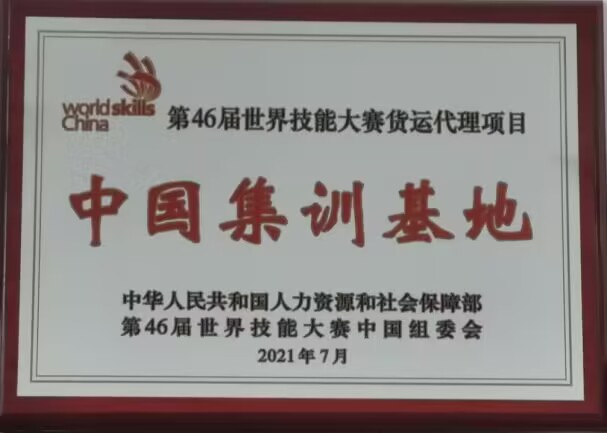 worldskills
China
第46届世界技能大赛货运代理项目
中国集训基地
中华人民共和国人力资源和社会保障部
第46届世界技能大赛中国组委会
2021年7月